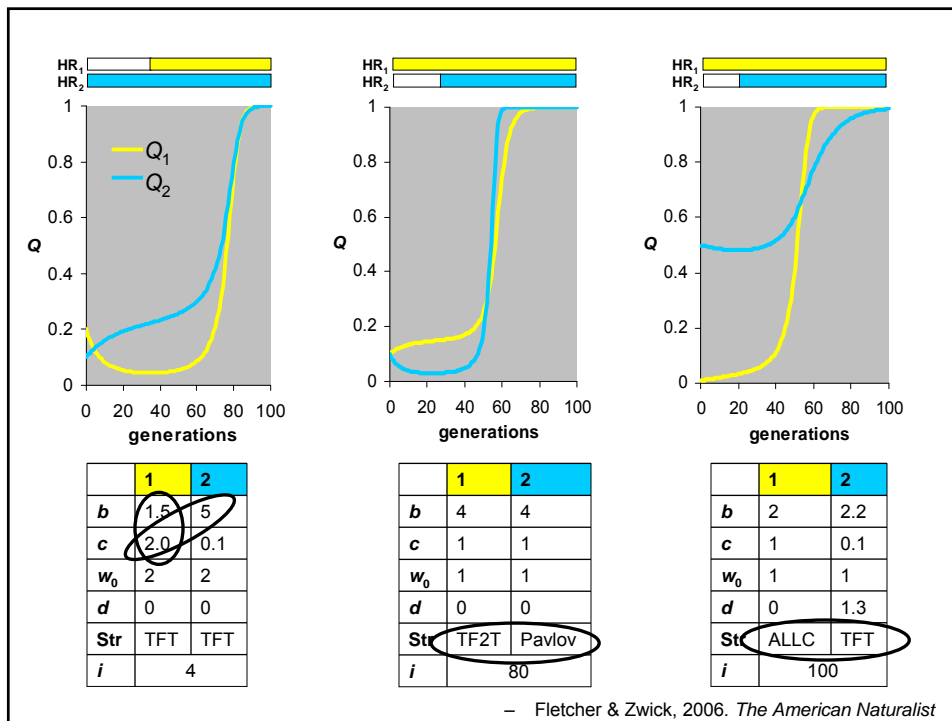 HR1
HR2
1
0.8
0.6
0.4
0.2
0
Q
Q1
Q2
0 20 40 60 80 100
generations
1 2
b 1.5 5
c 2.0 0.1
w0 2 2
d 0 0
Str TFT TFT
i 4
HR1
HR2
1
0.8
0.6
0.4
0.2
0
Q
0 20 40 60 80 100
generations
1 2
b 4 4
c 1 1
w0 1 1
d 0 0
Str TF2T Pavlov
i 80
HR1
HR2
1
0.8
0.6
0.4
0.2
0
Q
0 20 40 60 80 100
generations
1 2
b 2 2.2
c 1 0.1
w0 1 1
d 0 1.3
Str ALLC TFT
i 100
– Fletcher & Zwick, 2006. The American Naturalist